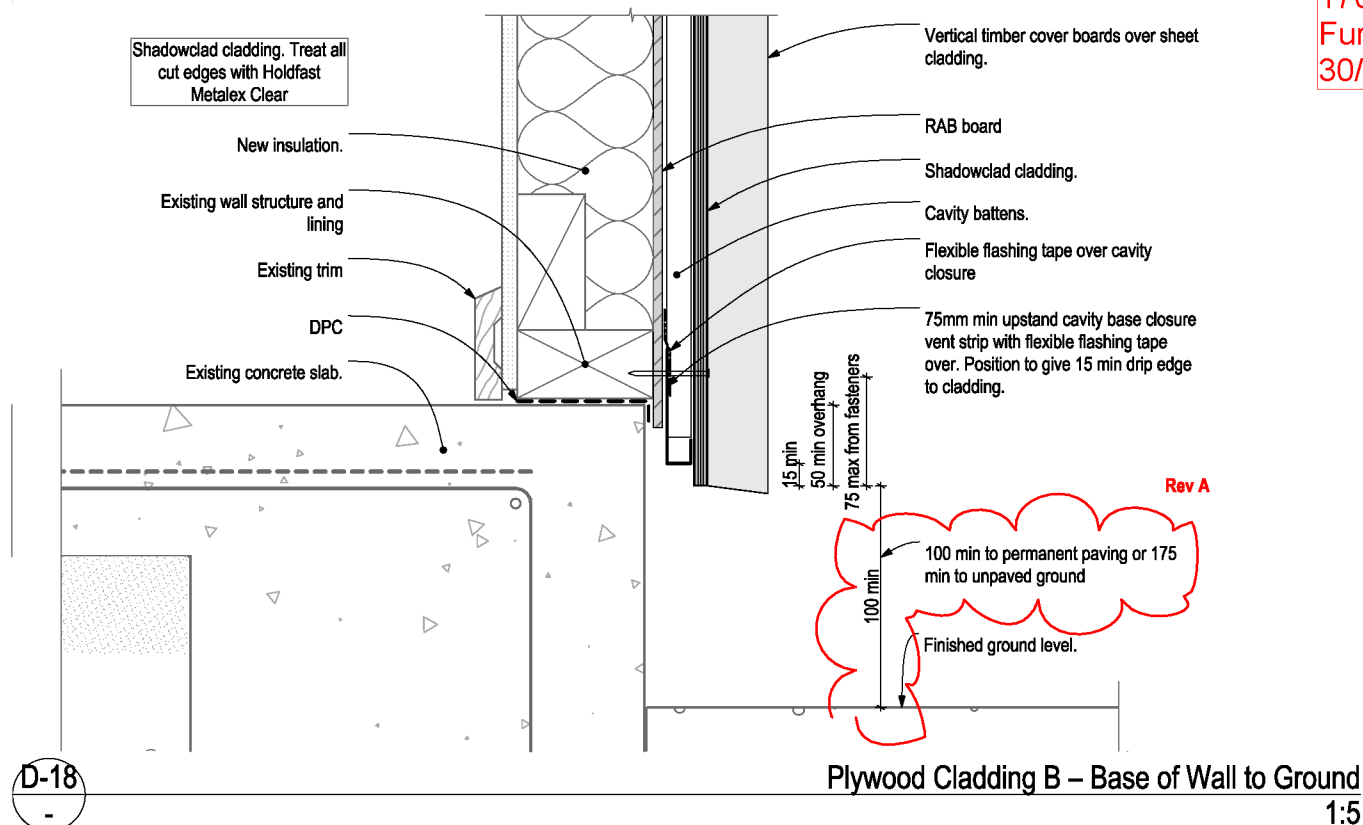 Shadowclad cladding. Treat all
cut edges with Holdfast
Metalex Clear
New insulation.
Existing wall structure and
lining
Existing trim
DPC
Existing concrete slab.
Vertical timber cover boards over sheet
cladding.
RAB board
Shadowclad cladding.
Cavity battens.
Flexible flashing tape over cavity
closure
75mm min upstand cavity base closure
vent strip with flexible flashing tape
over. Position to give 15 min drip edge
to cladding.
15 min
50 min overhang
75 max from fasteners
Rev A
100 min to permanent paving or 175
min to unpaved ground
100 min
Finished ground level.
30/
D-18
-
Plywood Cladding B – Base of Wall to Ground
1:5